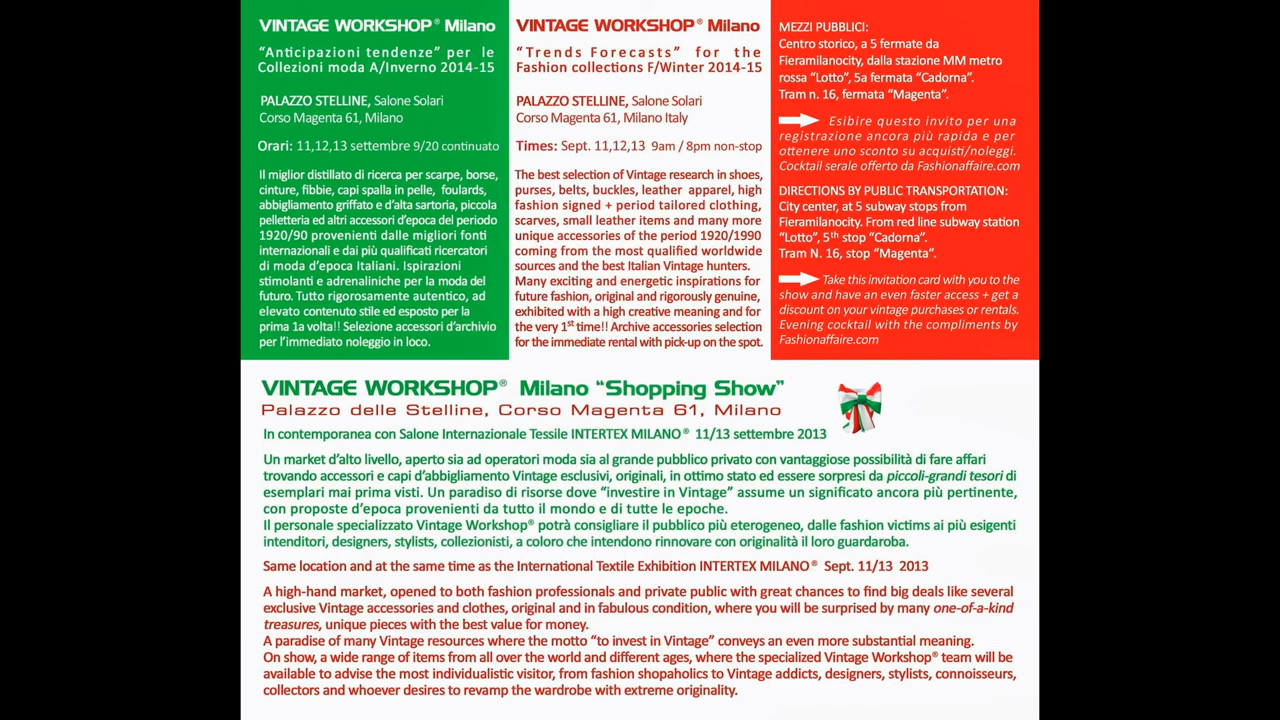 VINTAGE WORKSHOP® Milano
“Anticipazioni tendenze” per le
Collezioni moda A/Inverno 2014-15
PALAZZO STELLINE, Salone Solari
Corso Magenta 61, Milano
Orari: 11,12,13 settembre 9/20 continuato
Il miglior distillato di ricerca per scarpe, borse,
cinture, fibbie, capi spalla in pelle, foulards,
abbigliamento griffato e d’alta sartoria, piccola
pelletteria ed altri accessori d’epoca del periodo
1920/90 provenienti dalle migliori fonti
internazionali e dai più qualificati ricercatori
di moda d’epoca Italiani. Ispirazioni
stimolanti e adrenaliniche per la moda del
futuro. Tutto rigorosamente autentico, ad
elevato contenuto stile ed esposto per la
prima 1a volta!! Selezione accessori d’archivio
per l’immediato noleggio in loco.
VINTAGE WORKSHOP® Milano
“Trends Forecasts” for the
Fashion collections F/Winter 2014-15
PALAZZO STELLINE, Salone Solari
Corso Magenta 61, Milano Italy
Times: Sept. 11,12,13 9am / 8pm non-stop
The best selection of Vintage research in shoes,
purses, belts, buckles, leather apparel, high
fashion signed + period tailored clothing,
scarves, small leather items and many more
unique accessories of the period 1920/1990
coming from the most qualified worldwide
sources and the best Italian Vintage hunters.
Many exciting and energetic inspirations for
future fashion, original and rigorously genuine,
exhibited with a high creative meaning and for
the very 1st time!! Archive accessories selection
for the immediate rental with pick-up on the spot.
MEZZI PUBBLICI:
Centro storico, a 5 fermate da
Fieramilanocity, dalla stazione MM metro
rossa “Lotto”, 5a fermata “Cadorna”.
Tram n. 16, fermata “Magenta”.
Esibire questo invito per una
registrazione ancora più rapida e per
ottenere uno sconto su acquisti/noleggi.
Cocktail serale offerto da Fashionaffaire.com
DIRECTIONS BY PUBLIC TRANSPORTATION:
City center, at 5 subway stops from
Fieramilanocity. From red line subway station
“Lotto”, 5th stop “Cadorna”.
Tram N. 16, stop “Magenta”.
Take this invitation card with you to the
show and have an even faster access + get a
discount on your vintage purchases or rentals.
Evening cocktail with the compliments by
Fashionaffaire.com
VINTAGE WORKSHOP® Milano “Shopping Show”
Palazzo delle Stelline, Corso Magenta 61, Milano
In contemporanea con Salone Internazionale Tessile INTERTEX MILANO® 11/13 settembre 2013
Un market d’alto livello, aperto sia ad operatori moda sia al grande pubblico privato con vantaggiose possibilità di fare affari
trovando accessori e capi d’abbigliamento Vintage esclusivi, originali, in ottimo stato ed essere sorpresi da piccoli-grandi tesori di
esemplari mai prima visti. Un paradiso di risorse dove “investire in Vintage” assume un significato ancora più pertinente,
con proposte d’epoca provenienti da tutto il mondo e di tutte le epoche.
Il personale specializzato Vintage Workshop® potrà consigliare il pubblico più eterogeneo, dalle fashion victims ai più esigenti
intenditori, designers, stylists, collezionisti, a coloro che intendono rinnovare con originalità il loro guardaroba.
Same location and at the same time as the International Textile Exhibition INTERTEX MILANO® Sept. 11/13 2013
A high-hand market, opened to both fashion professionals and private public with great chances to find big deals like several
exclusive Vintage accessories and clothes, original and in fabulous condition, where you will be surprised by many one-of-a-kind
treasures, unique pieces with the best value for money.
A paradise of many Vintage resources where the motto “to invest in Vintage” conveys an even more substantial meaning.
On show, a wide range of items from all over the world and different ages, where the specialized Vintage Workshop® team will be
available to advise the most individualistic visitor, from fashion shopaholics to Vintage addicts, designers, stylists, connoisseurs,
collectors and whoever desires to revamp the wardrobe with extreme originality.